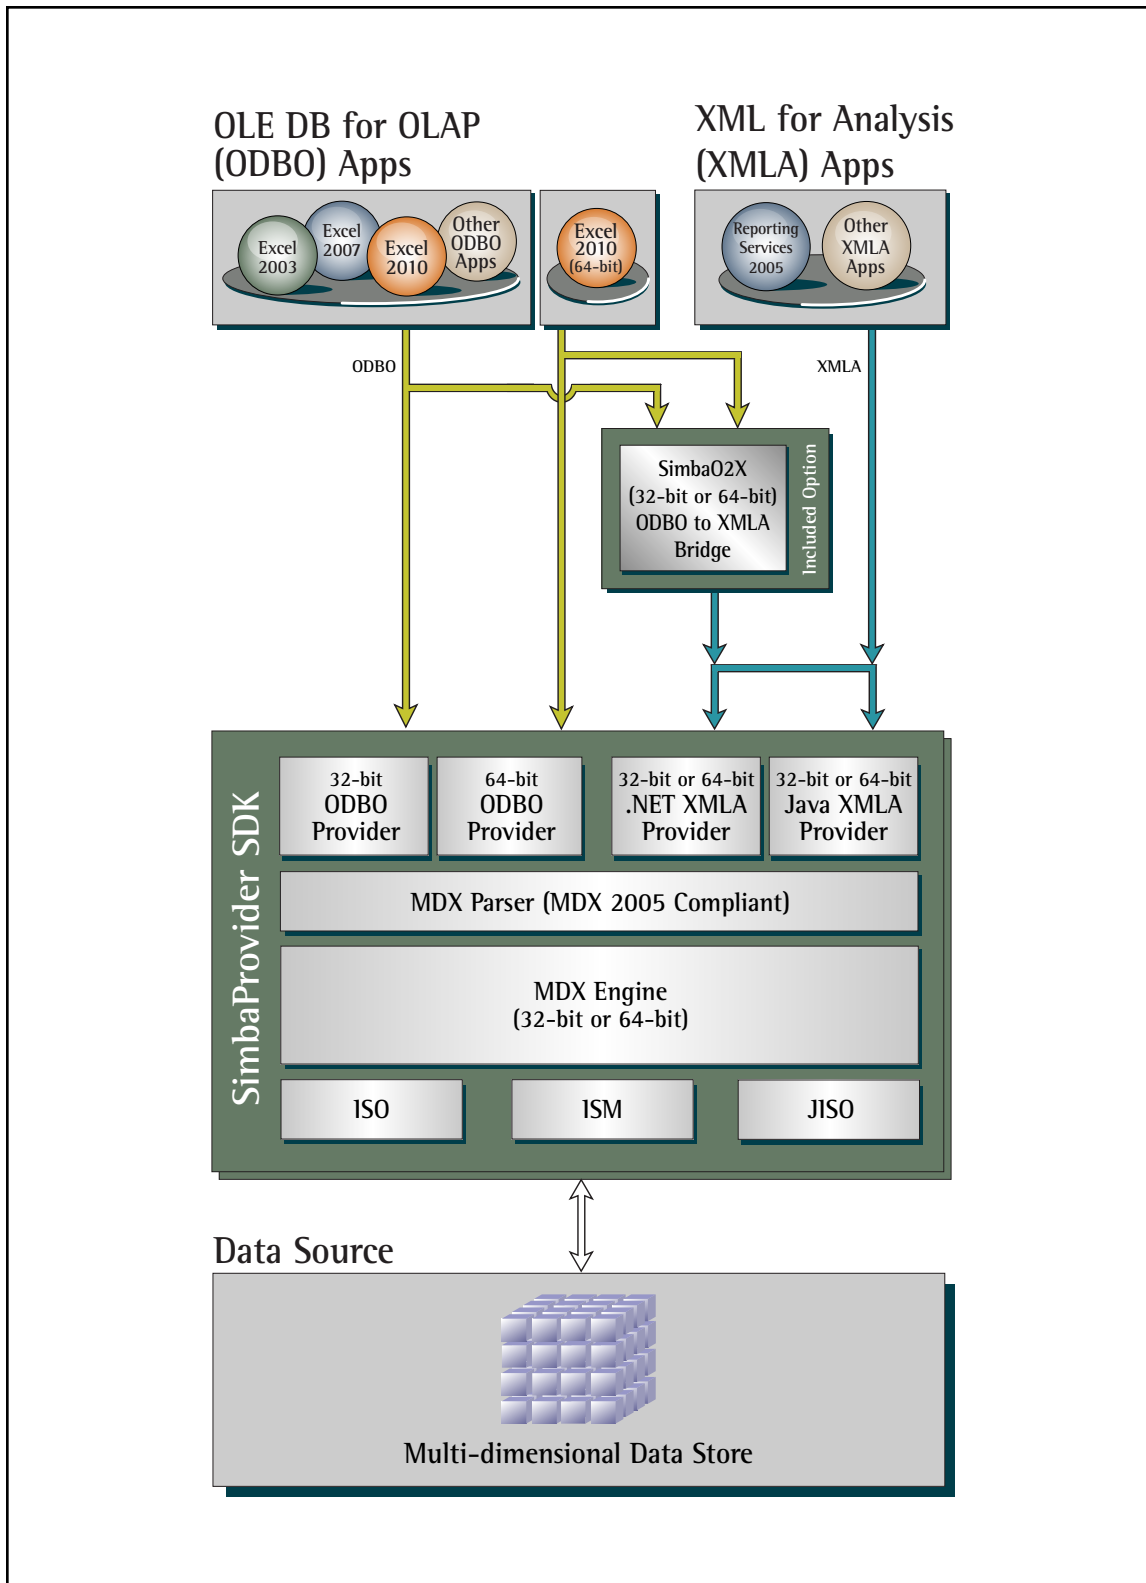 OLE DB for OLAP
(ODBO) Apps
XML for Analysis
(XMLA) Apps
Excel
2003
Excel
2007
Excel
2010
Other
ODBO
Apps
Excel
2010
(64-bit)
Reporting
Services
2005
Other
XMLA
Apps
ODBO
XMLA
SimbaO2X
(32-bit or 64-bit)
ODBO to XMLA
Bridge
Included Option
SimbaProvider SDK
32-bit
ODBO
Provider
64-bit
ODBO
Provider
32-bit or 64-bit
.NET XMLA
Provider
32-bit or 64-bit
Java XMLA
Provider
MDX Parser (MDX 2005 Compliant)
MDX Engine
(32-bit or 64-bit)
ISO
ISM
JISO
Data Source
Multi-dimensional Data Store